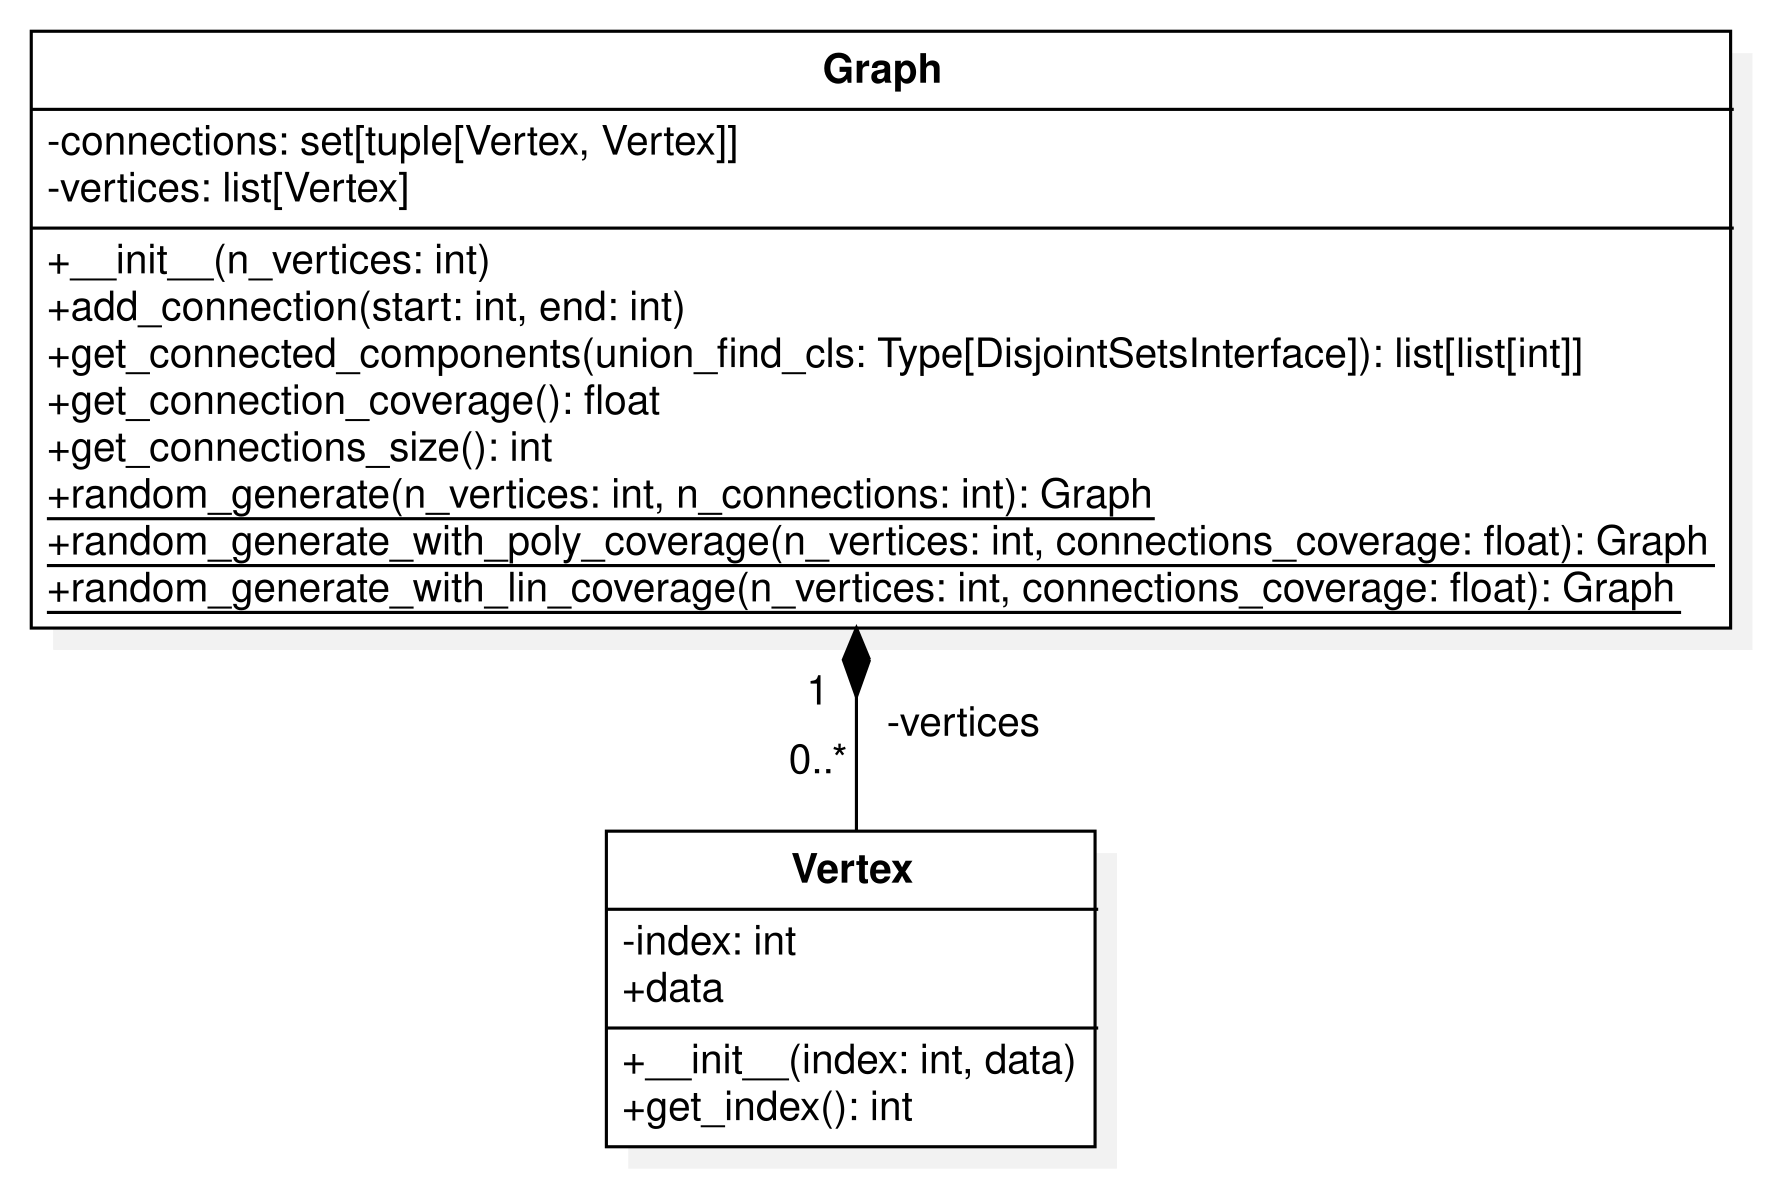 Graph
-connections: set[tuple[Vertex, Vertex]]
-vertices: list[Vertex]
+__init__(n_vertices: int)
+add_connection(start: int, end: int)
+get_connected_components(union_find_cls: Type[DisjointSetsInterface]): list[list[int]]
+get_connection_coverage(): float
+get_connections_size(): int
+random_generate(n_vertices: int, n_connections: int): Graph
+random_generate_with_poly_coverage(n_vertices: int, connections_coverage: float): Graph
+random_generate_with_lin_coverage(n_vertices: int, connections_coverage: float): Graph
1
-vertices
0..*
Vertex
-index: int
+data
+__init__(index: int, data)
+get_index(): int